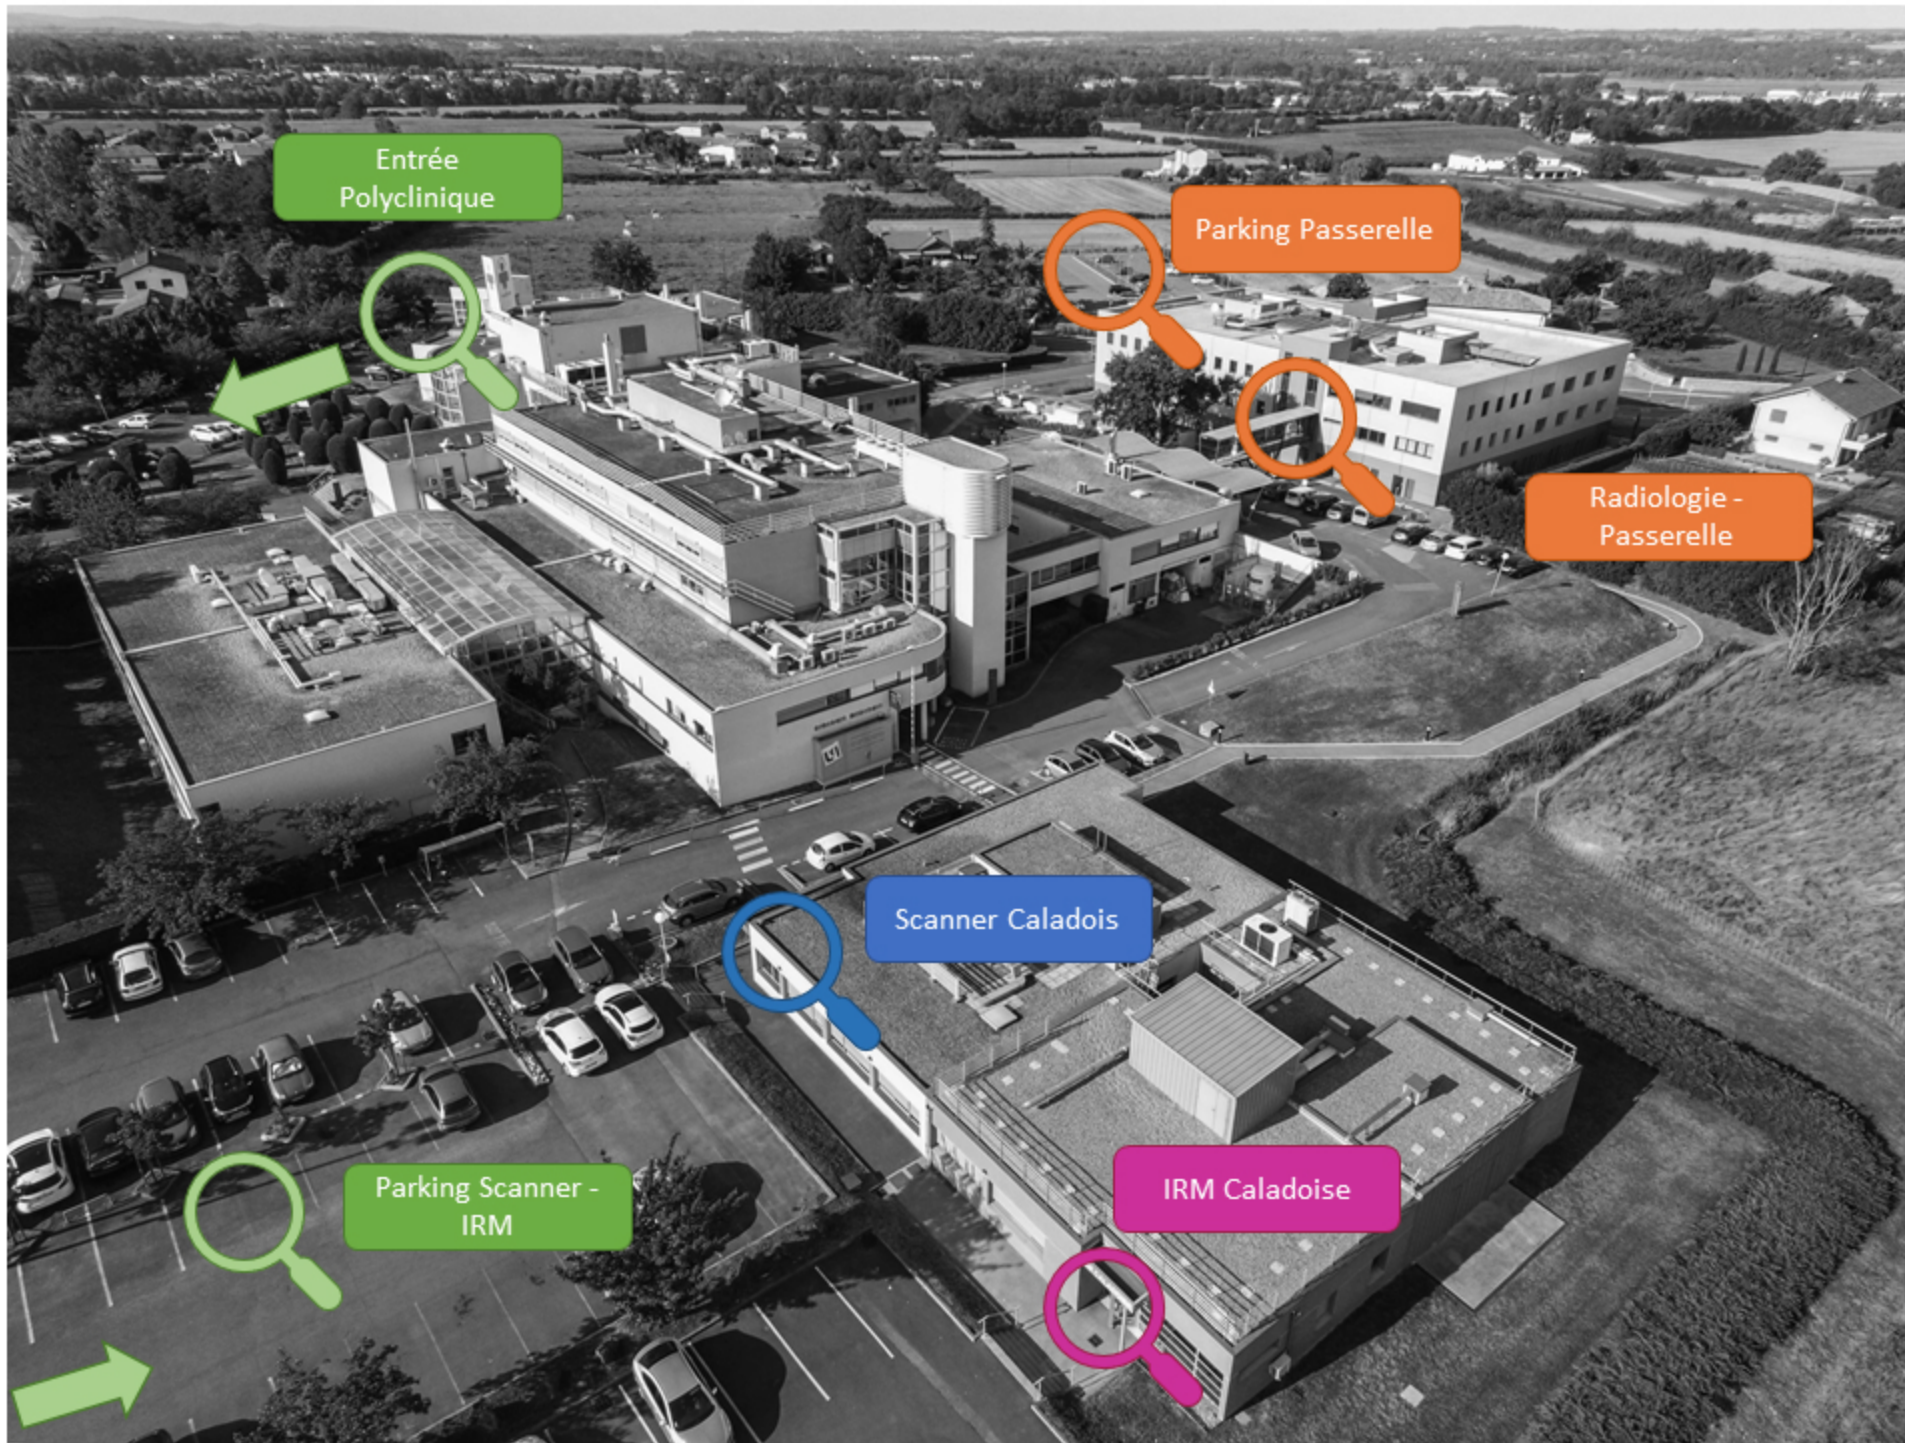 Entrée
Polyclinique
Parking Passerelle
Radiologie -
Passerelle
Scanner Caladois
Parking Scanner -
IRM
IRM Caladoise